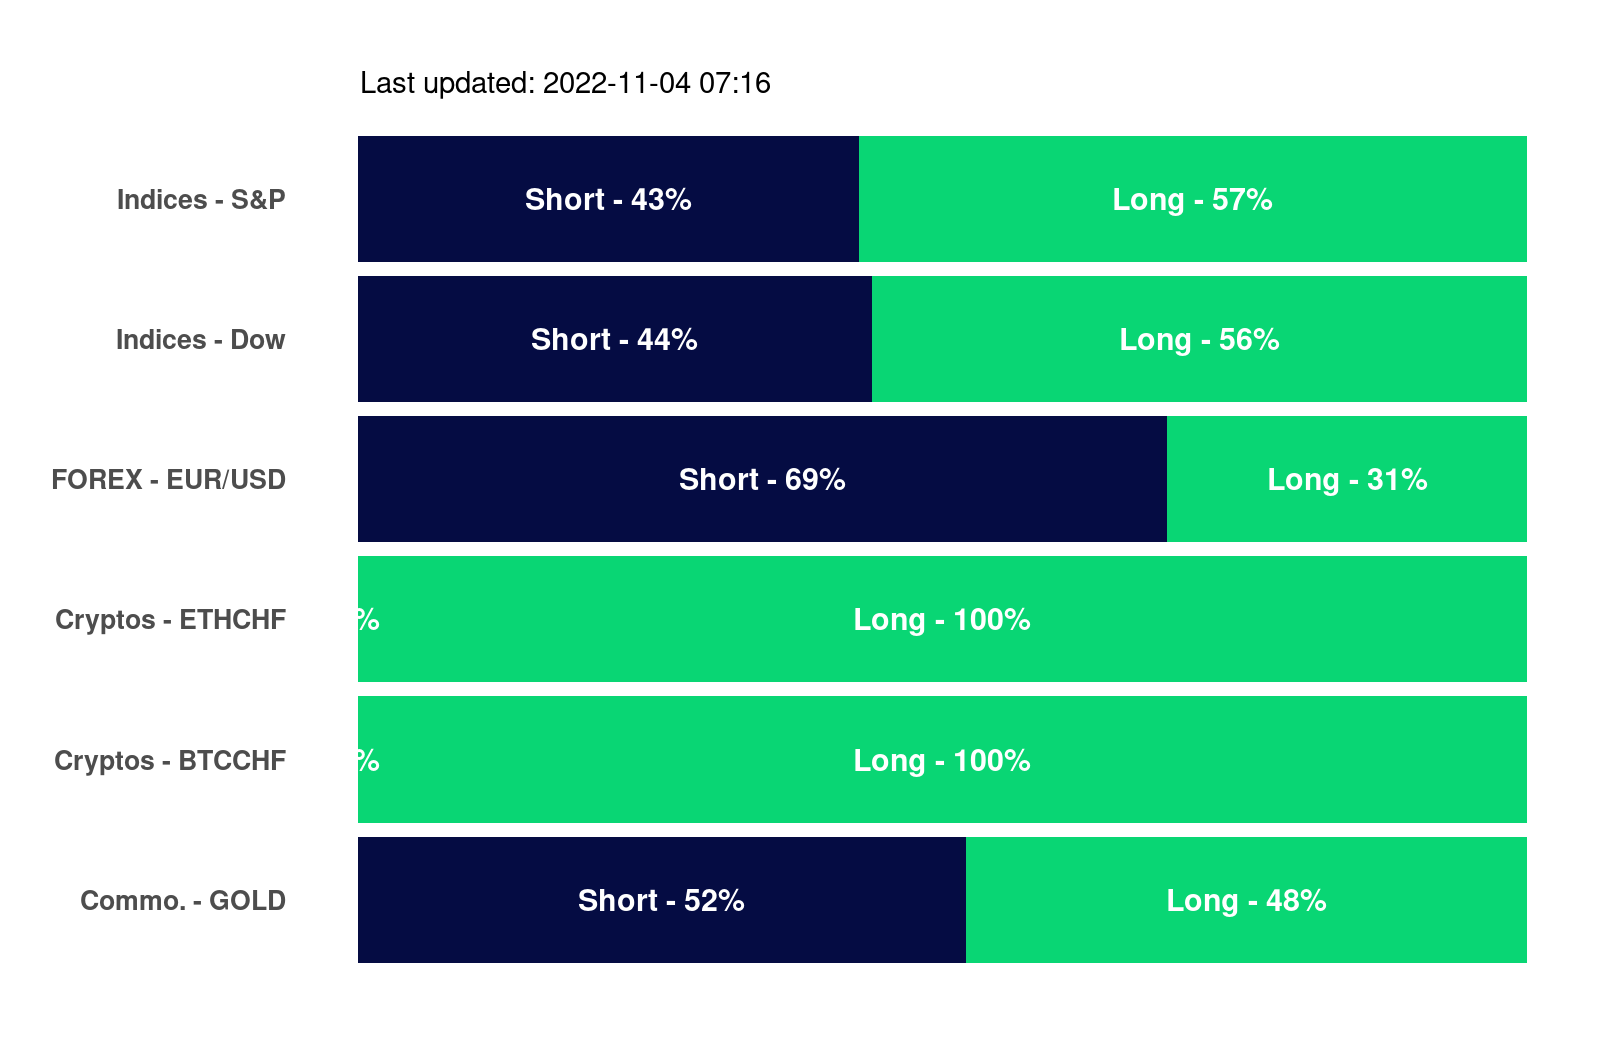 Last updated: 2022-11-04 07:16
Indices - S&P Short - 43% Long - 57%
Indices - Dow Short - 44% Long - 56%
FOREX - EUR/USD Short - 69% Long - 31%
Cryptos - ETHCHF % Long - 100%
Cryptos - BTCCHF % Long - 100%
Commo. - GOLD Short - 52% Long - 48%